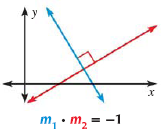 y
x
m₁ · m₂ = −1